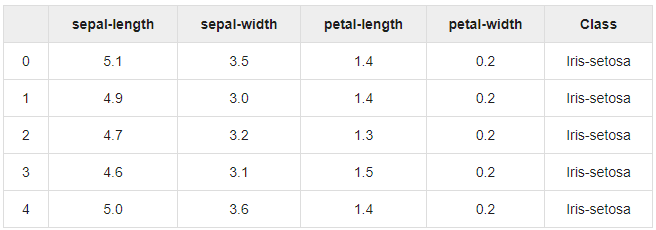 sepal-length sepal-width petal-length petal-width Class
0 5.1 3.5 1.4 0.2 Iris-setosa
1 4.9 3.0 1.4 0.2 Iris-setosa
2 4.7 3.2 1.3 0.2 Iris-setosa
3 4.6 3.1 1.5 0.2 Iris-setosa
4 5.0 3.6 1.4 0.2 Iris-setosa